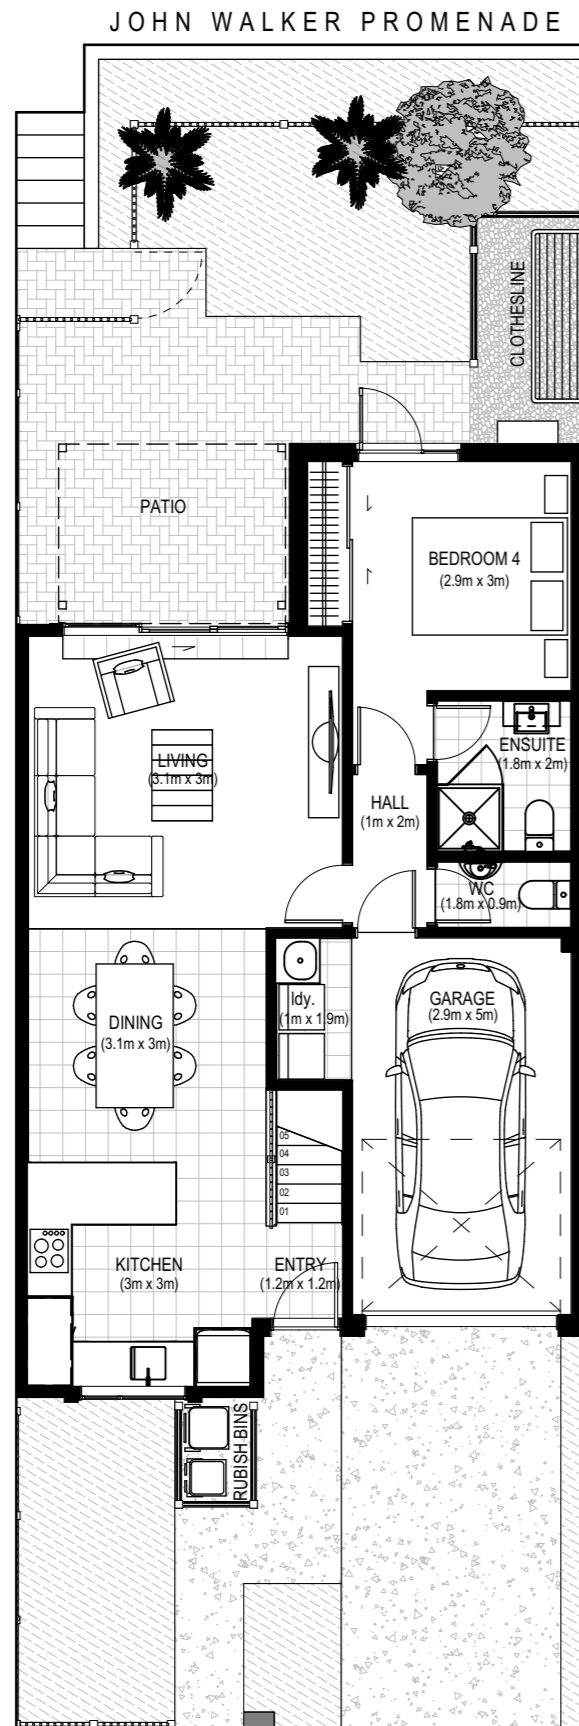 JOHN WALKER PROMENADE
CLOTHESLINE
PATIO
BEDROOM 4
(2.9m x 3m)
ENSUITE
(1.8m x 2m)
LIVING
(3.1m x 3m)
HALL
(1m x 2m)
WC
(1.8m x 0.9m)
ldy.
(1m x 1.9m)
GARAGE
(2.9m x 5m)
DINING
(3.1m x 3m)
05
04
03
02
01
KITCHEN
(3m x 3m)
ENTRY
(1.2m x 1.2m)
RUBISH BINS